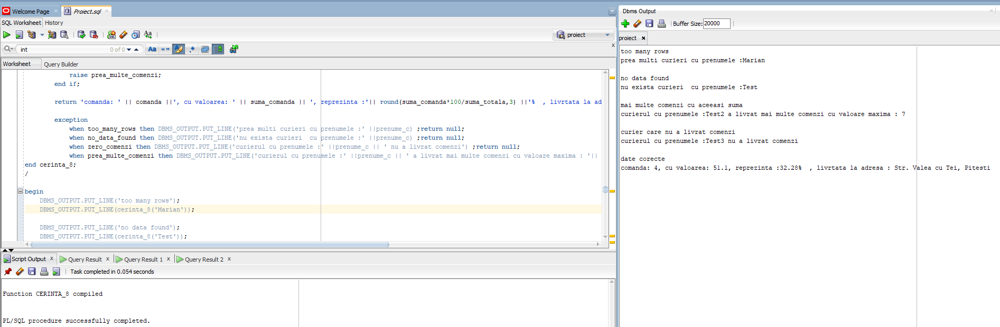 Welcome Page
Proiect.sql
SQL Worksheet History
project
int 0 of 0
Worksheet Query Builder
raise prea_multe_comenzi;
end if;
return 'comanda: ' || comanda ||', cu valoarea: ' || suma_comanda || ', reprezinta :'|| round(suma_comanda*100/suma_totala,3) ||'%  , livrtata la ad
exception
when too_many_rows then DBMS_OUTPUT.PUT_LINE('prea multi curieri cu prenumele :' ||prenume_c) ;return null;
when no_data_found then DBMS_OUTPUT.PUT_LINE('nu exista curieri  cu prenumele :' ||prenume_c) ;return null;
when zero_comenzi then DBMS_OUTPUT.PUT_LINE('curierul cu prenumele :' ||prenume_c || ' nu a livrat comenzi') ;return null;
when prea_multe_comenzi then DBMS_OUTPUT.PUT_LINE('curierul cu prenumele :' ||prenume_c || ' a livrat mai multe comenzi cu valoare maxima : '||
end cerinta_8;
/
begin
DBMS_OUTPUT.PUT_LINE('too many rows');
DBMS_OUTPUT.PUT_LINE(cerinta_8('Marian'));
DBMS_OUTPUT.PUT_LINE('no data found');
DBMS_OUTPUT.PUT_LINE(cerinta_8('Test'));
Script Output Query Result Query Result 1 Query Result 2
Task completed in 0.054 seconds
Function CERINTA_8 compiled
PL/SQL procedure successfully completed.
Dbms Output
Buffer Size: 20000
proiect
too many rows
prea multi curieri cu prenumele :Marian
no data found
nu exista curieri  cu prenumele :Test
mai multe comenzi cu aceeasi suma
curierul cu prenumele :Test2 a livrat mai multe comenzi cu valoare maxima : 7
curier care nu a livrat comenzi
curierul cu prenumele :Test3 nu a livrat comenzi
date corecte
comanda: 4, cu valoarea: 51.1, reprezinta :32.28%  , livrtata la adresa : Str. Valea cu Tei, Pitesti